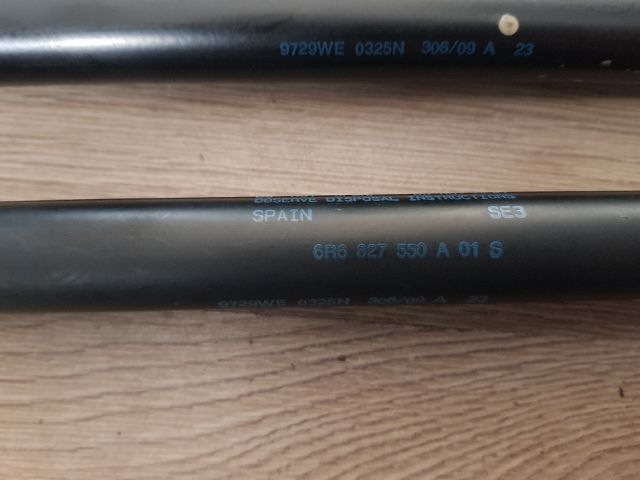 9729WE 0325N 306/09 A 23
OBSERVE DISPOSAL INSTRUCTIONS
SPAIN SE3
6R6 827 550 A 01 S
9729WE 0325N 306/09 A 23